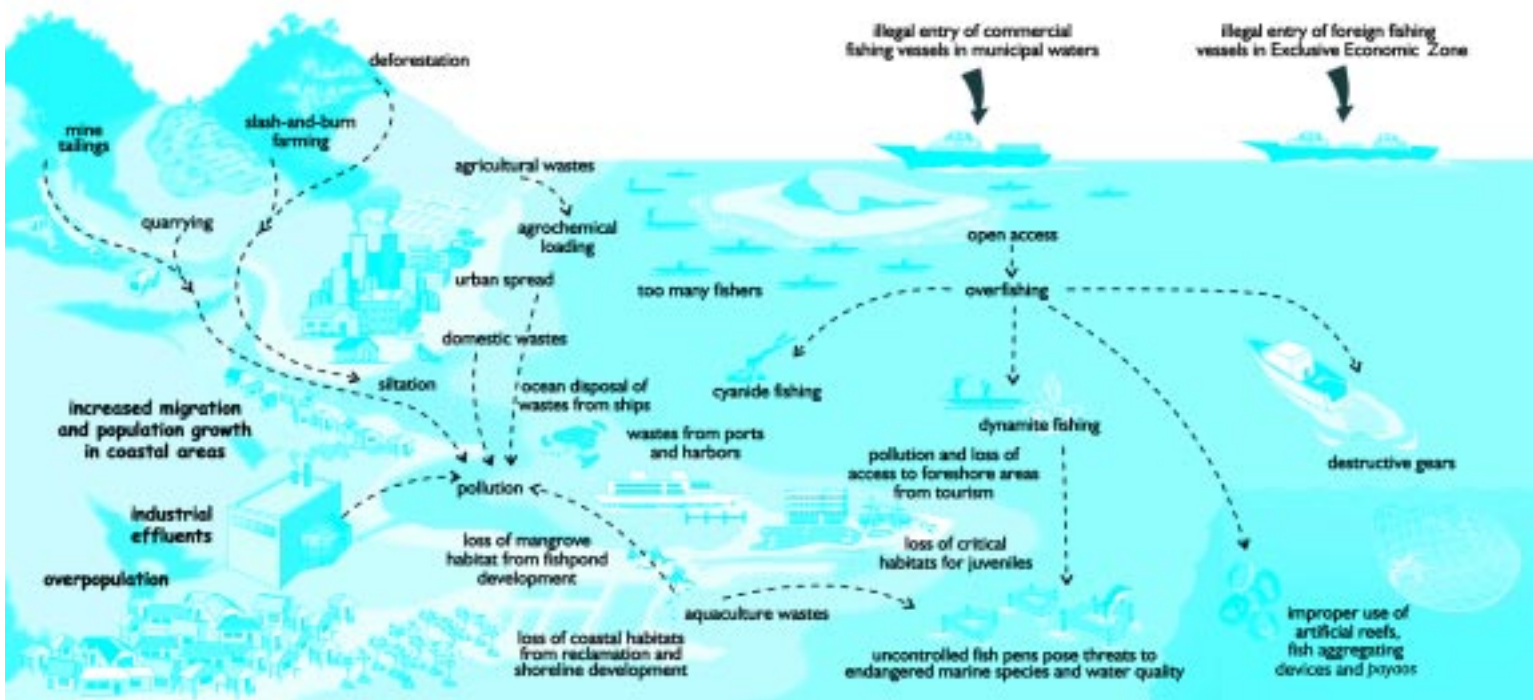 deforestation
mine
tailings
slash-and-burn
farming
quarrying
agricultural wastes
agrochemical
loading
urban spread
domestic wastes
siltation
increased migration
and population growth
in coastal areas
ocean disposal of
wastes from ships
wastes from ports
and harbors
pollution
industrial
effluents
overpopulation
loss of mangrove
habitat from fishpond
development
aquaculture wastes
loss of coastal habitats
from reclamation and
shoreline development
illegal entry of commercial
fishing vessels in municipal waters
illegal entry of foreign fishing
vessels in Exclusive Economic Zone
open access
too many fishers
overfishing
cyanide fishing
dynamite fishing
destructive gears
pollution and loss of
access to foreshore areas
from tourism
loss of critical
habitats for juveniles
uncontrolled fish pens pose threats to
endangered marine species and water quality
improper use of
artificial reefs,
fish aggregating
devices and payaos